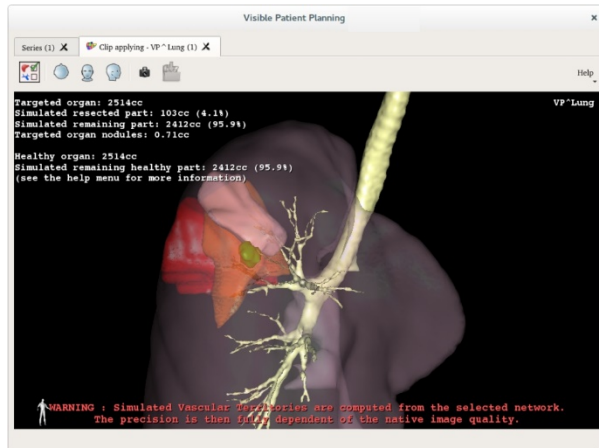 Visible Patient Planning
Series (1)
Clip applying - VP^Lung (1)
Help
Targeted organ: 2514cc
VP^Lung
Simulated resected part: 103cc (4.1%)
Simulated remaining part: 2412cc (95.9%)
Targeted organ nodules: 0.71cc
Healthy organ: 2514cc
Simulated remaining healthy part: 2412cc (95.9%)
(see the help menu for more information)
WARNING : Simulated Vascular Territories are computed from the selected network.
The precision is then fully dependent of the native image quality.